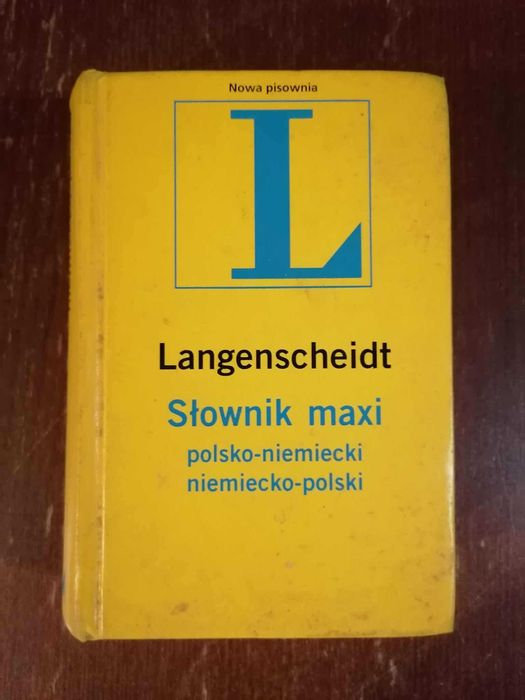 Nowa pisownia
L
Langenscheidt
Słownik maxi
polsko-niemiecki
niemiecko-polski